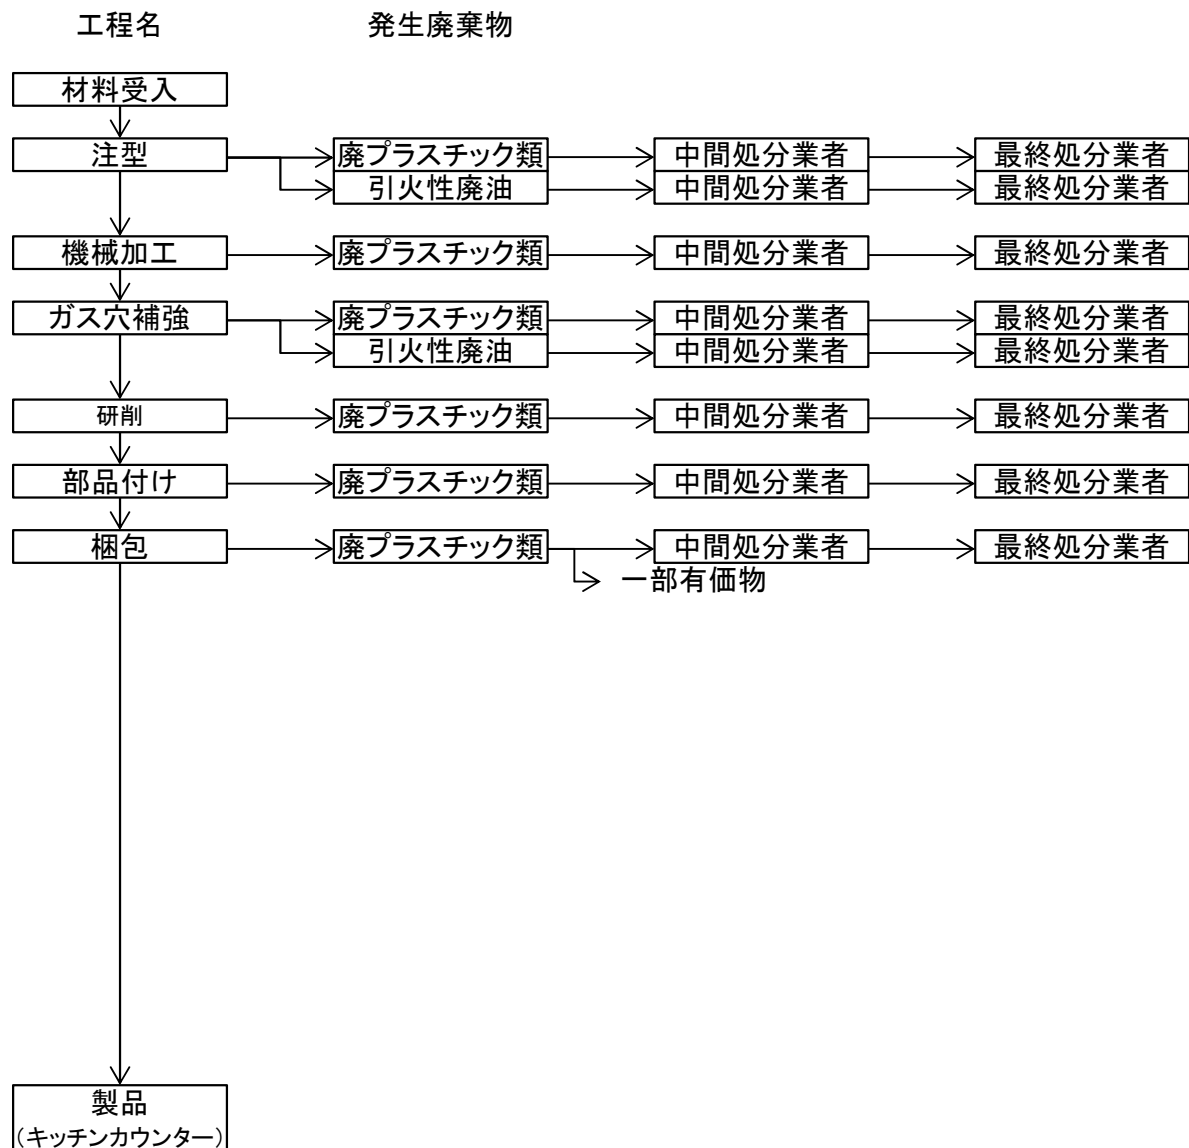 工程名 発生廃棄物
材料受入
注型 廃プラスチック類 中間処分業者 最終処分業者
引火性廃油 中間処分業者 最終処分業者
機械加工 廃プラスチック類 中間処分業者 最終処分業者
ガス穴補強 廃プラスチック類 中間処分業者 最終処分業者
引火性廃油 中間処分業者 最終処分業者
研削 廃プラスチック類 中間処分業者 最終処分業者
部品付け 廃プラスチック類 中間処分業者 最終処分業者
梱包 廃プラスチック類 中間処分業者 最終処分業者
一部有価物
製品
(キッチンカウンター)